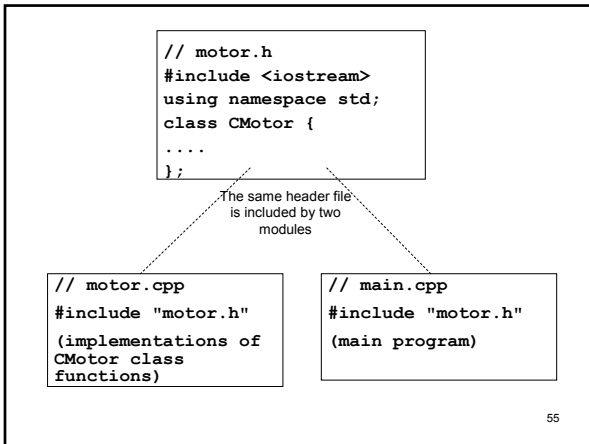 // motor.h
#include <iostream>
using namespace std;
class CMotor {
....
};
The same header file
is included by two
modules
// motor.cpp
#include "motor.h"
(implementations of
CMotor class
functions)
// main.cpp
#include "motor.h"
(main program)
55